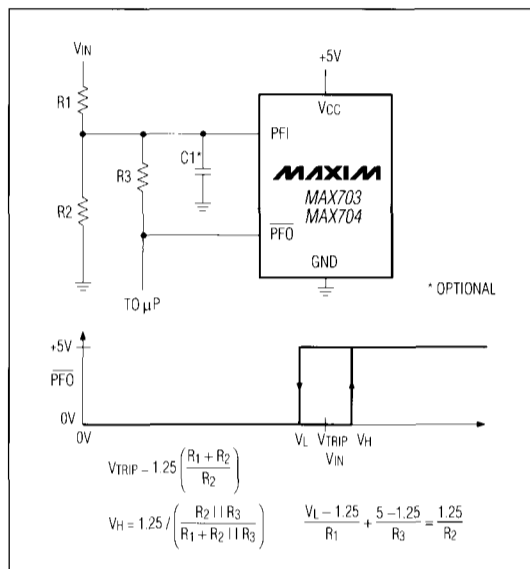 VIN
+5V
R1
VCC
PFI
R3
C1*
MAXIM
MAX703
MAX704
R2
PFO
GND
TO µP
* OPTIONAL
+5V
PFO
0V
0V
VL VTRIP VH
VIN
VTRIP – 1.25 (R1 + R2 / R2)
VH = 1.25 / (R2 || R3 / R1 + R2 || R3)
VL – 1.25 / R1 + 5 – 1.25 / R3 = 1.25 / R2